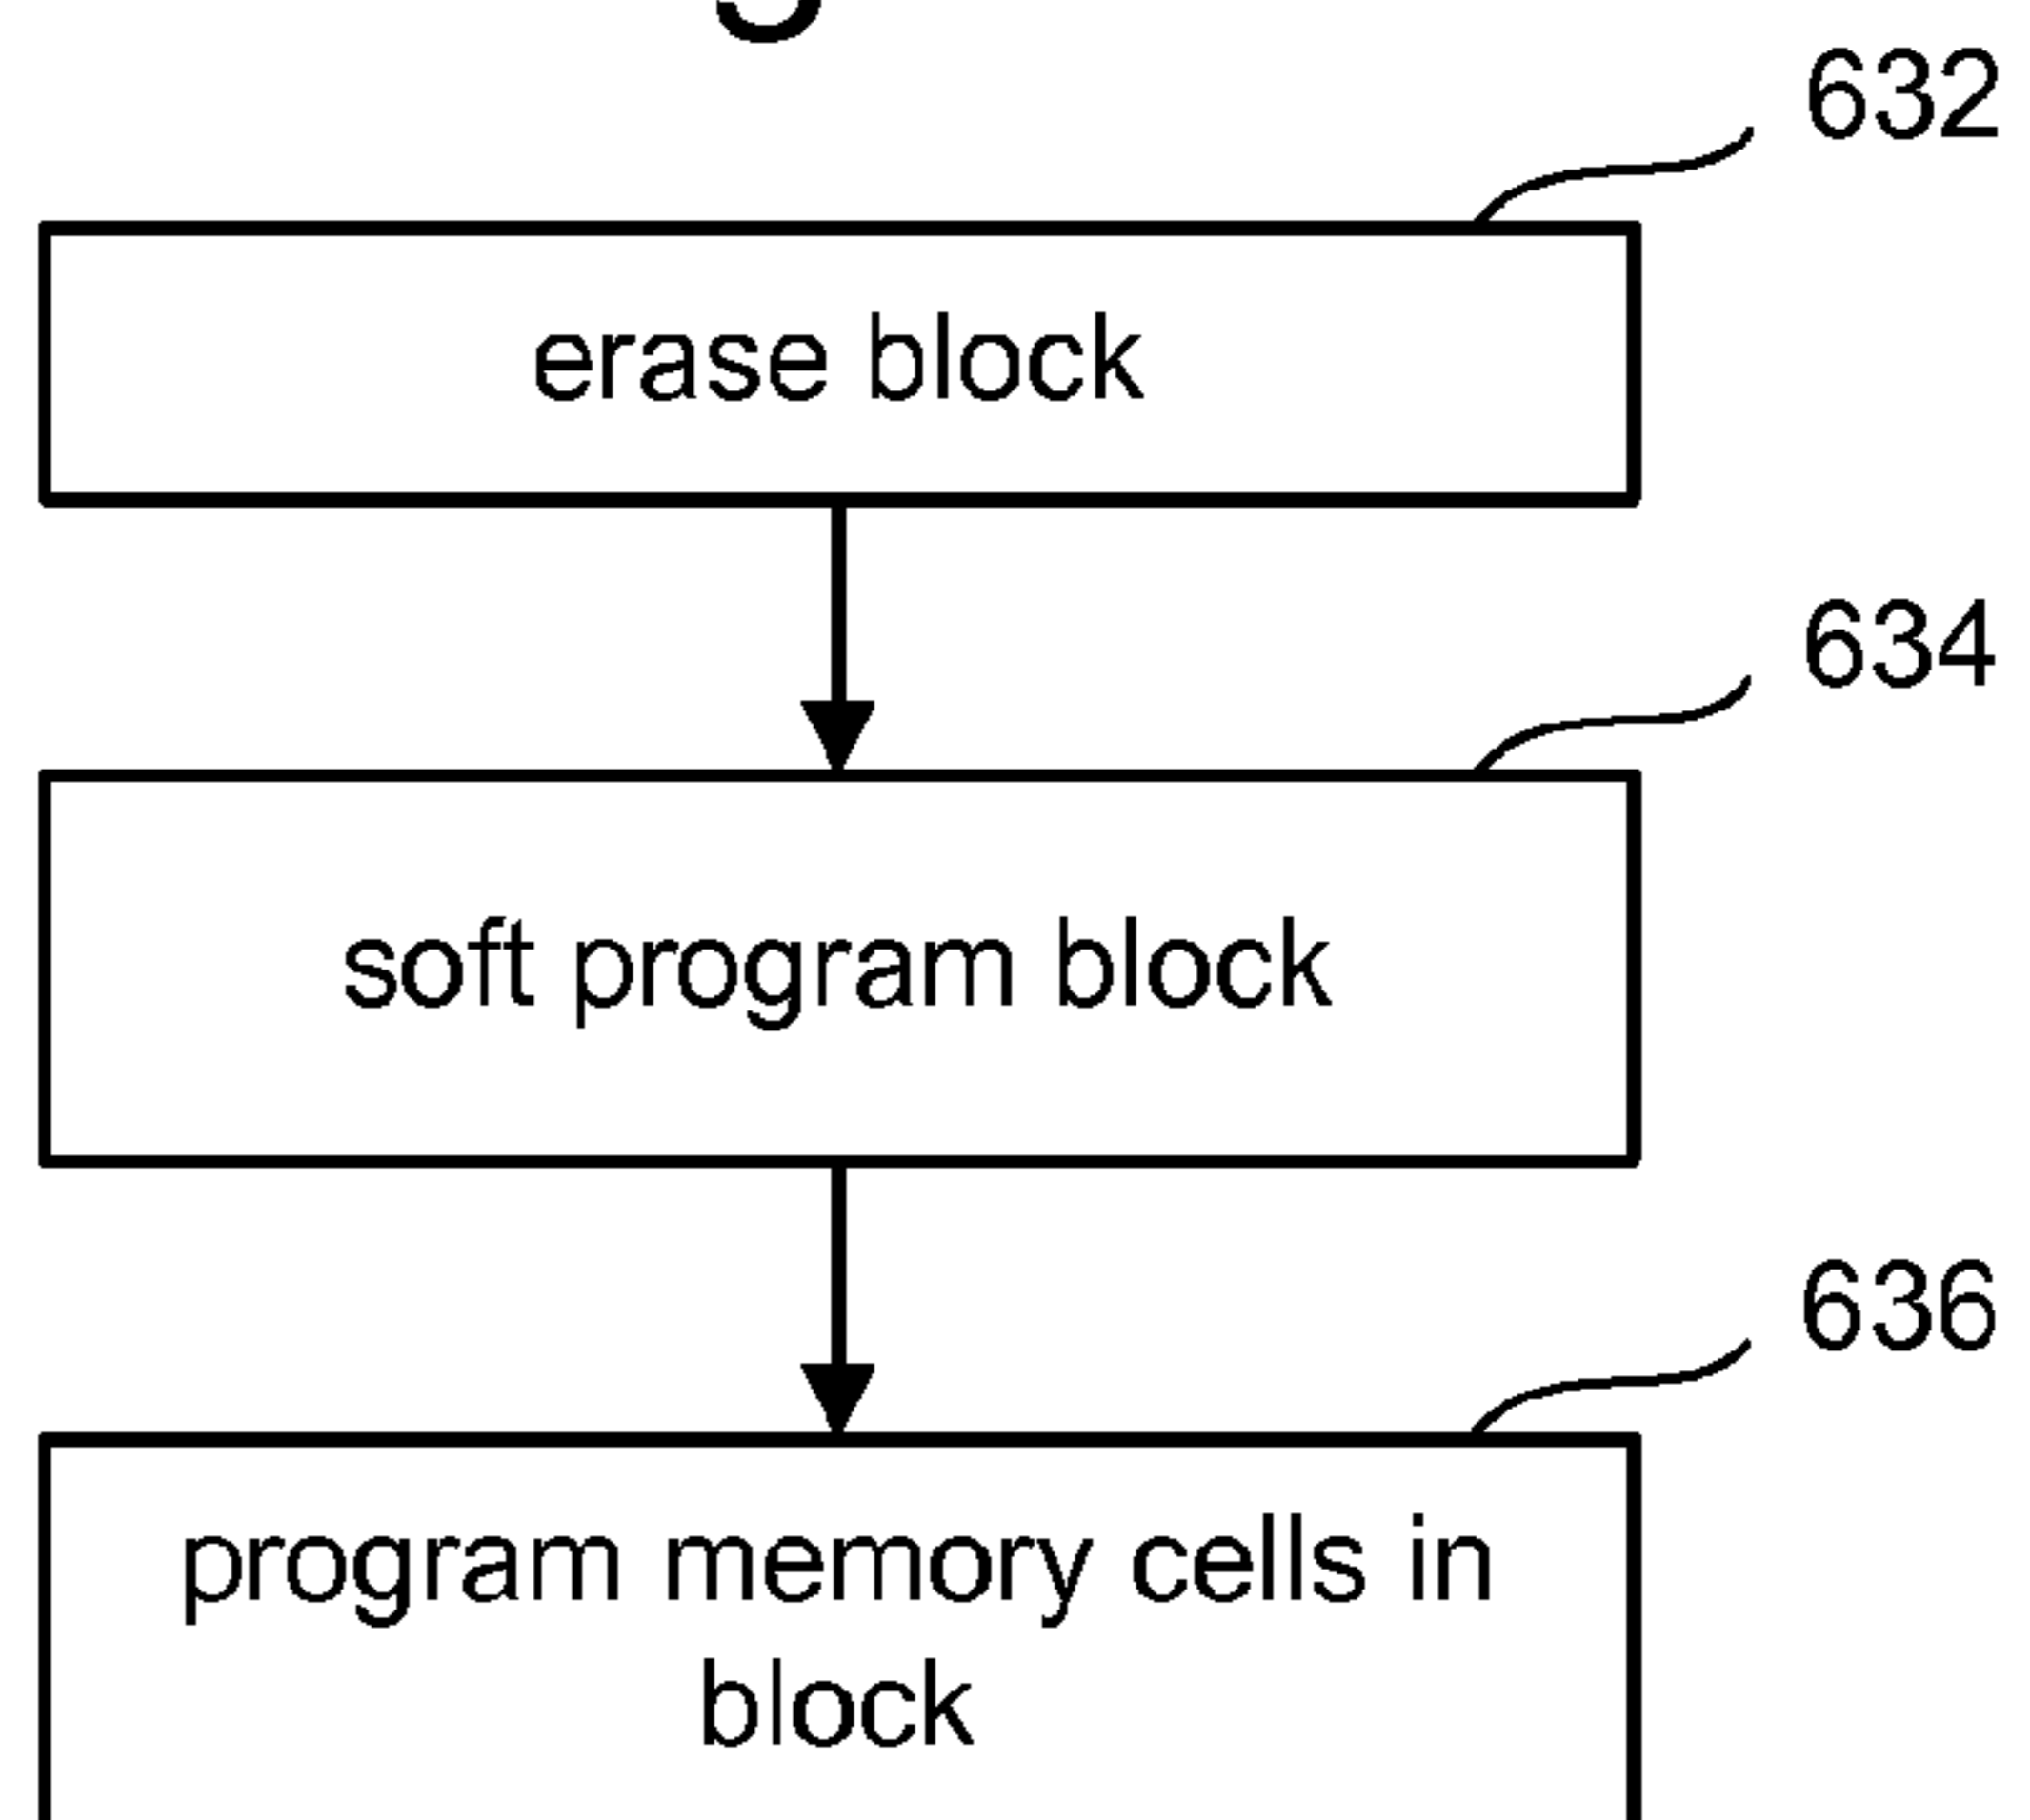 632
erase block
634
soft program block
636
program memory cells in
block